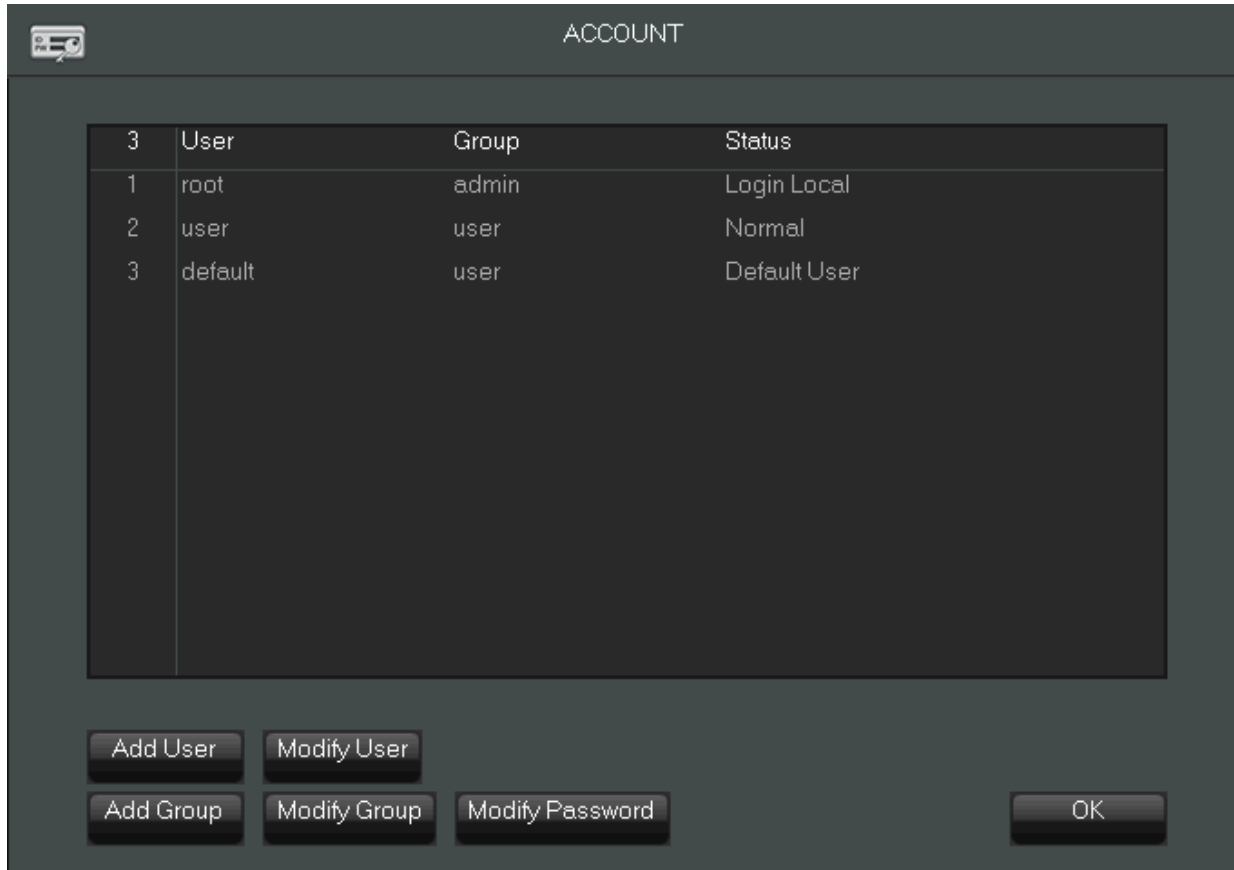 ACCOUNT
3 User Group Status
1 root admin Login Local
2 user user Normal
3 default user Default User
Add User Modify User
Add Group Modify Group Modify Password OK